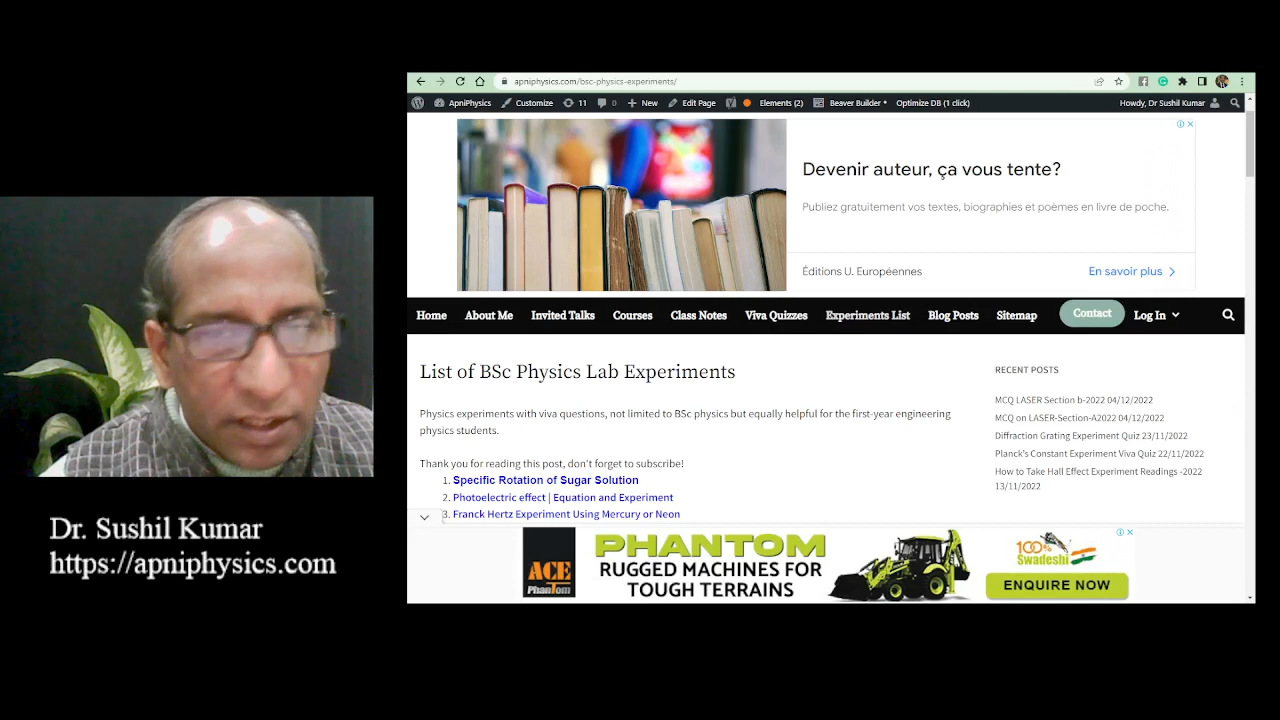 apniphysics.com/bsc-physics-experiments/
ApniPhysics Customize 11 0 New Edit Page Elements (2) Beaver Builder Optimize DB (1 click) Howdy, Dr Sushil Kumar
Devenir auteur, ça vous tente?
Publiez gratuitement vos textes, biographies et poèmes en livre de poche.
Éditions U. Européennes En savoir plus
Home About Me Invited Talks Courses Class Notes Viva Quizzes Experiments List Blog Posts Sitemap Contact Log In
List of BSc Physics Lab Experiments
Physics experiments with viva questions, not limited to BSc physics but equally helpful for the first-year engineering
physics students.
Thank you for reading this post, don't forget to subscribe!
1. Specific Rotation of Sugar Solution
2. Photoelectric effect | Equation and Experiment
3. Franck Hertz Experiment Using Mercury or Neon
RECENT POSTS
MCQ LASER Section b-2022 04/12/2022
MCQ on LASER-Section-A2022 04/12/2022
Diffraction Grating Experiment Quiz 23/11/2022
Planck's Constant Experiment Viva Quiz 22/11/2022
How to Take Hall Effect Experiment Readings -2022
13/11/2022
ACE
PhanTom
PHANTOM
RUGGED MACHINES FOR
TOUGH TERRAINS
100%
Swadeshi
ENQUIRE NOW
Dr. Sushil Kumar
https://apniphysics.com